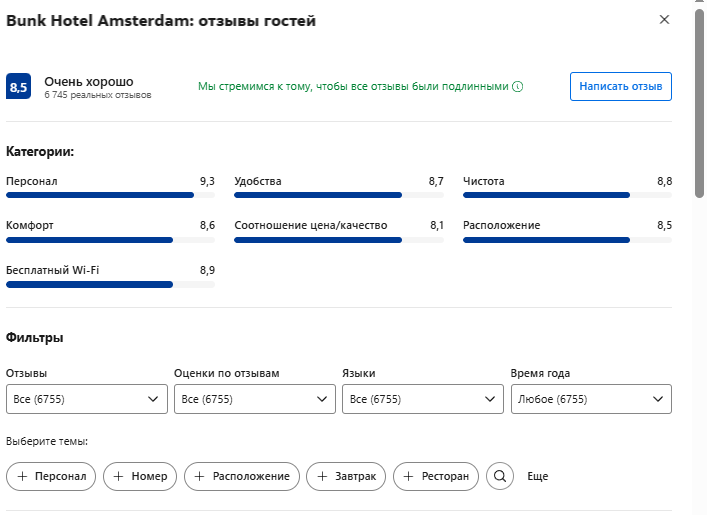 Bunk Hotel Amsterdam: отзывы гостей
8,5
Очень хорошо
6 745 реальных отзывов
Мы стремимся к тому, чтобы все отзывы были подлинными
Написать отзыв
Категории:
Персонал 9,3
Удобства 8,7
Чистота 8,8
Комфорт 8,6
Соотношение цена/качество 8,1
Расположение 8,5
Бесплатный Wi-Fi 8,9
Фильтры
Отзывы
Оценки по отзывам
Языки
Время года
Все (6755)
Все (6755)
Все (6755)
Любое (6755)
Выберите темы:
Персонал
Номер
Расположение
Завтрак
Ресторан
Еще